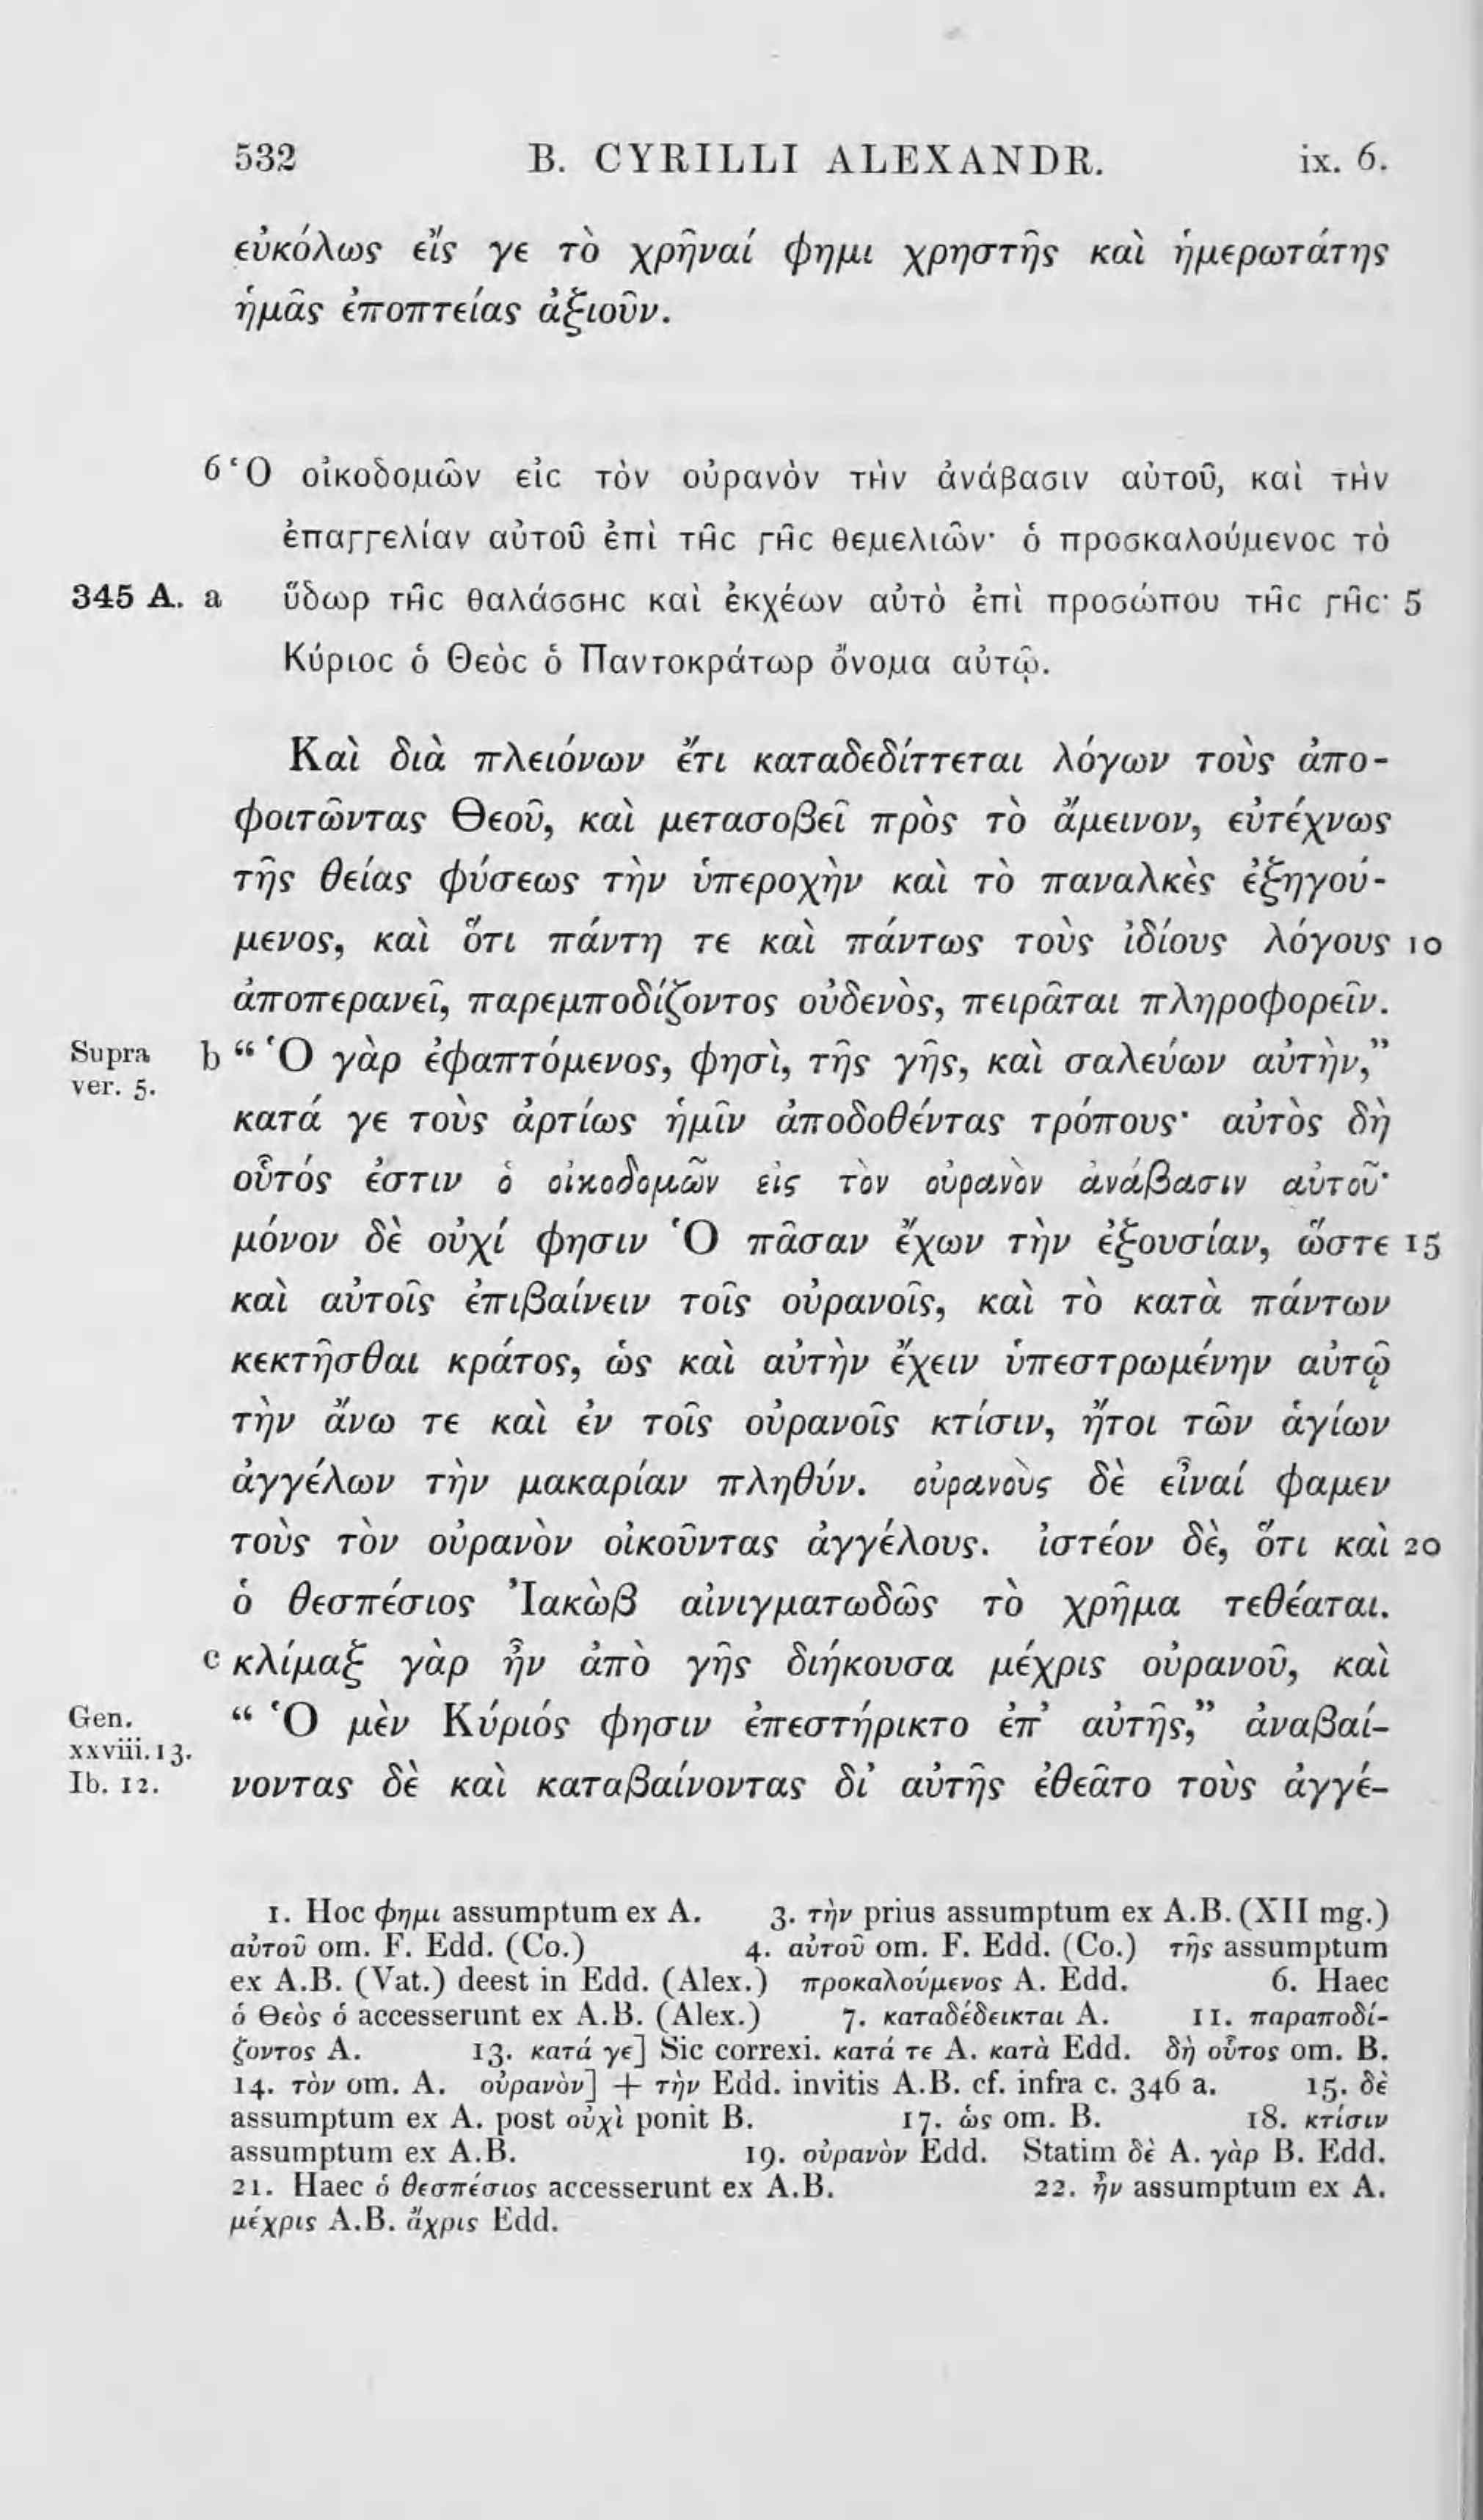 532 B. CYRILLI ALEXANDR. ix. 6.
εὐκόλως εἴς γε τὸ χρῆναί φημι χρηστῆς καὶ ἡμερωτάτης
ἡμᾶς ἐποπτείας ἀξιοῦν.
6 Ὁ οἰκοδομῶν εἰς τὸν οὐρανὸν τὴν ἀνάβασιν αὐτοῦ, καὶ τὴν
ἐπαγγελίαν αὐτοῦ ἐπὶ τῆς γῆς θεμελιῶν· ὁ προσκαλούμενος τὸ
345 A. a ὕδωρ τῆς θαλάσσης καὶ ἐκχέων αὐτὸ ἐπὶ προσώπου τῆς γῆς· 5
Κύριος ὁ Θεὸς ὁ Παντοκράτωρ ὄνομα αὐτῷ.
Καὶ διὰ πλειόνων ἔτι καταδεδίττεται λόγων τοὺς ἀπο-
φοιτῶντας Θεοῦ, καὶ μετασοβεῖ πρὸς τὸ ἄμεινον, εὐτέχνως
τῆς θείας φύσεως τὴν ὑπεροχὴν καὶ τὸ παναλκὲς ἐξηγού-
μενος, καὶ ὅτι πάντη τε καὶ πάντως τοὺς ἰδίους λόγους 10
ἀποπερανεῖ, παρεμποδίζοντος οὐδενὸς, πειρᾶται πληροφορεῖν.
Supra ver. 5. b “ Ὁ γὰρ ἐφαπτόμενος, φησὶ, τῆς γῆς, καὶ σαλεύων αὐτὴν,”
κατά γε τοὺς ἀρτίως ἡμῖν ἀποδοθέντας τρόπους· αὐτὸς δὴ
οὗτός ἐστιν ὁ οἰκοδομῶν εἰς τὸν οὐρανὸν ἀνάβασιν αὐτοῦ·
μόνον δὲ οὐχί φησιν Ὁ πᾶσαν ἔχων τὴν ἐξουσίαν, ὥστε 15
καὶ αὐτοῖς ἐπιβαίνειν τοῖς οὐρανοῖς, καὶ τὸ κατὰ πάντων
κεκτῆσθαι κράτος, ὡς καὶ αὐτὴν ἔχειν ὑπεστρωμένην αὐτῷ
τὴν ἄνω τε καὶ ἐν τοῖς οὐρανοῖς κτίσιν, ἤτοι τῶν ἁγίων
ἀγγέλων τὴν μακαρίαν πληθύν. οὐρανοὺς δὲ εἶναί φαμεν
τοὺς τὸν οὐρανὸν οἰκοῦντας ἀγγέλους. ἰστέον δὲ, ὅτι καὶ 20
ὁ θεσπέσιος Ἰακὼβ αἰνιγματωδῶς τὸ χρῆμα τεθέαται.
c κλίμαξ γὰρ ἦν ἀπὸ γῆς διήκουσα μέχρις οὐρανοῦ, καὶ
Gen. xxviii. 13. “ Ὁ μὲν Κύριός φησιν ἐπεστήρικτο ἐπ’ αὐτῆς,” ἀναβαί-
Ib. 12. νοντας δὲ καὶ καταβαίνοντας δι’ αὐτῆς ἐθεᾶτο τοὺς ἀγγέ-
1. Hoc φημι assumptum ex A. 3. τὴν prius assumptum ex A.B. (XII mg.)
αὐτοῦ om. F. Edd. (Co.) 4. αὐτοῦ om. F. Edd. (Co.) τῆς assumptum
ex A.B. (Vat.) deest in Edd. (Alex.) προκαλούμενος A. Edd. 6. Haec
ὁ Θεὸς ὁ accesserunt ex A.B. (Alex.) 7. καταδέδεικται A. 11. παραποδί-
ζοντος A. 13. κατά γε] Sic correxi. κατά τε A. κατὰ Edd. δὴ οὗτος om. B.
14. τὸν om. A. οὐρανὸν] + τὴν Edd. invitis A.B. cf. infra c. 346 a. 15. δὲ
assumptum ex A. post οὐχὶ ponit B. 17. ὡς om. B. 18. κτίσιν
assumptum ex A.B. 19. οὐρανὸν Edd. Statim δὲ A. γὰρ B. Edd.
21. Haec ὁ θεσπέσιος accesserunt ex A.B. 22. ἦν assumptum ex A.
μέχρις A.B. ἄχρις Edd.